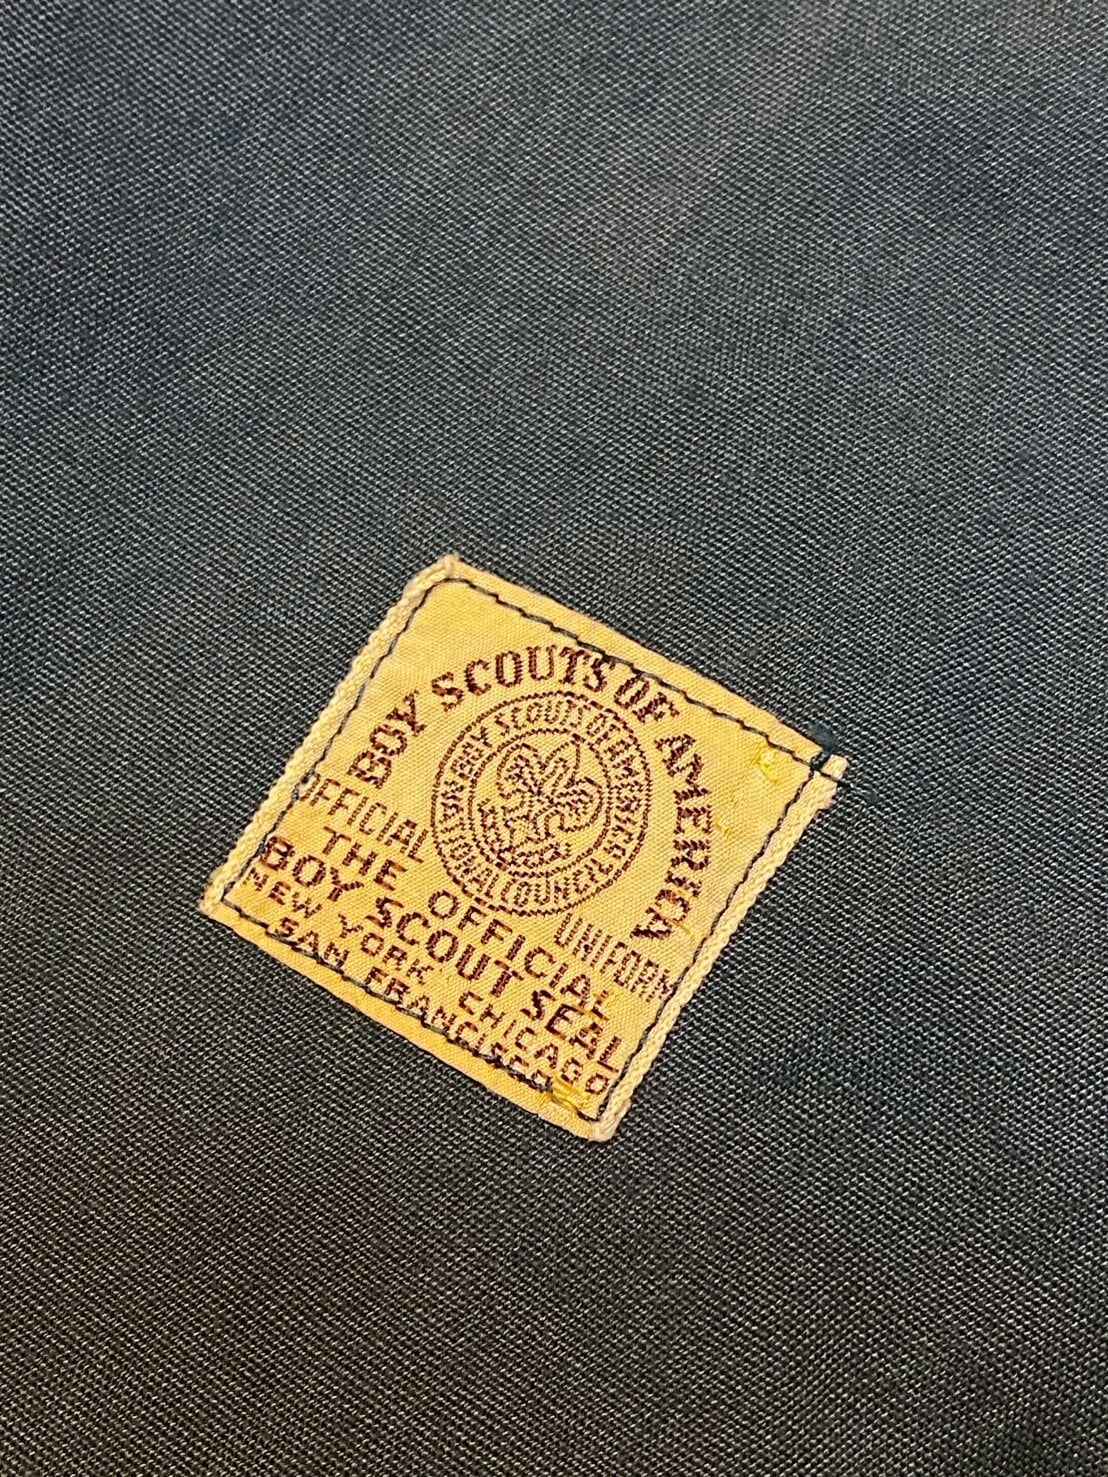 BOY SCOUTS OF AMERICA
BOY SCOUTS OF AMERICA
NATIONAL COUNCIL
OFFICIAL UNIFORM
THE OFFICIAL
BOY SCOUT SEAL
NEW YORK, CHICAGO
SAN FRANCISCO